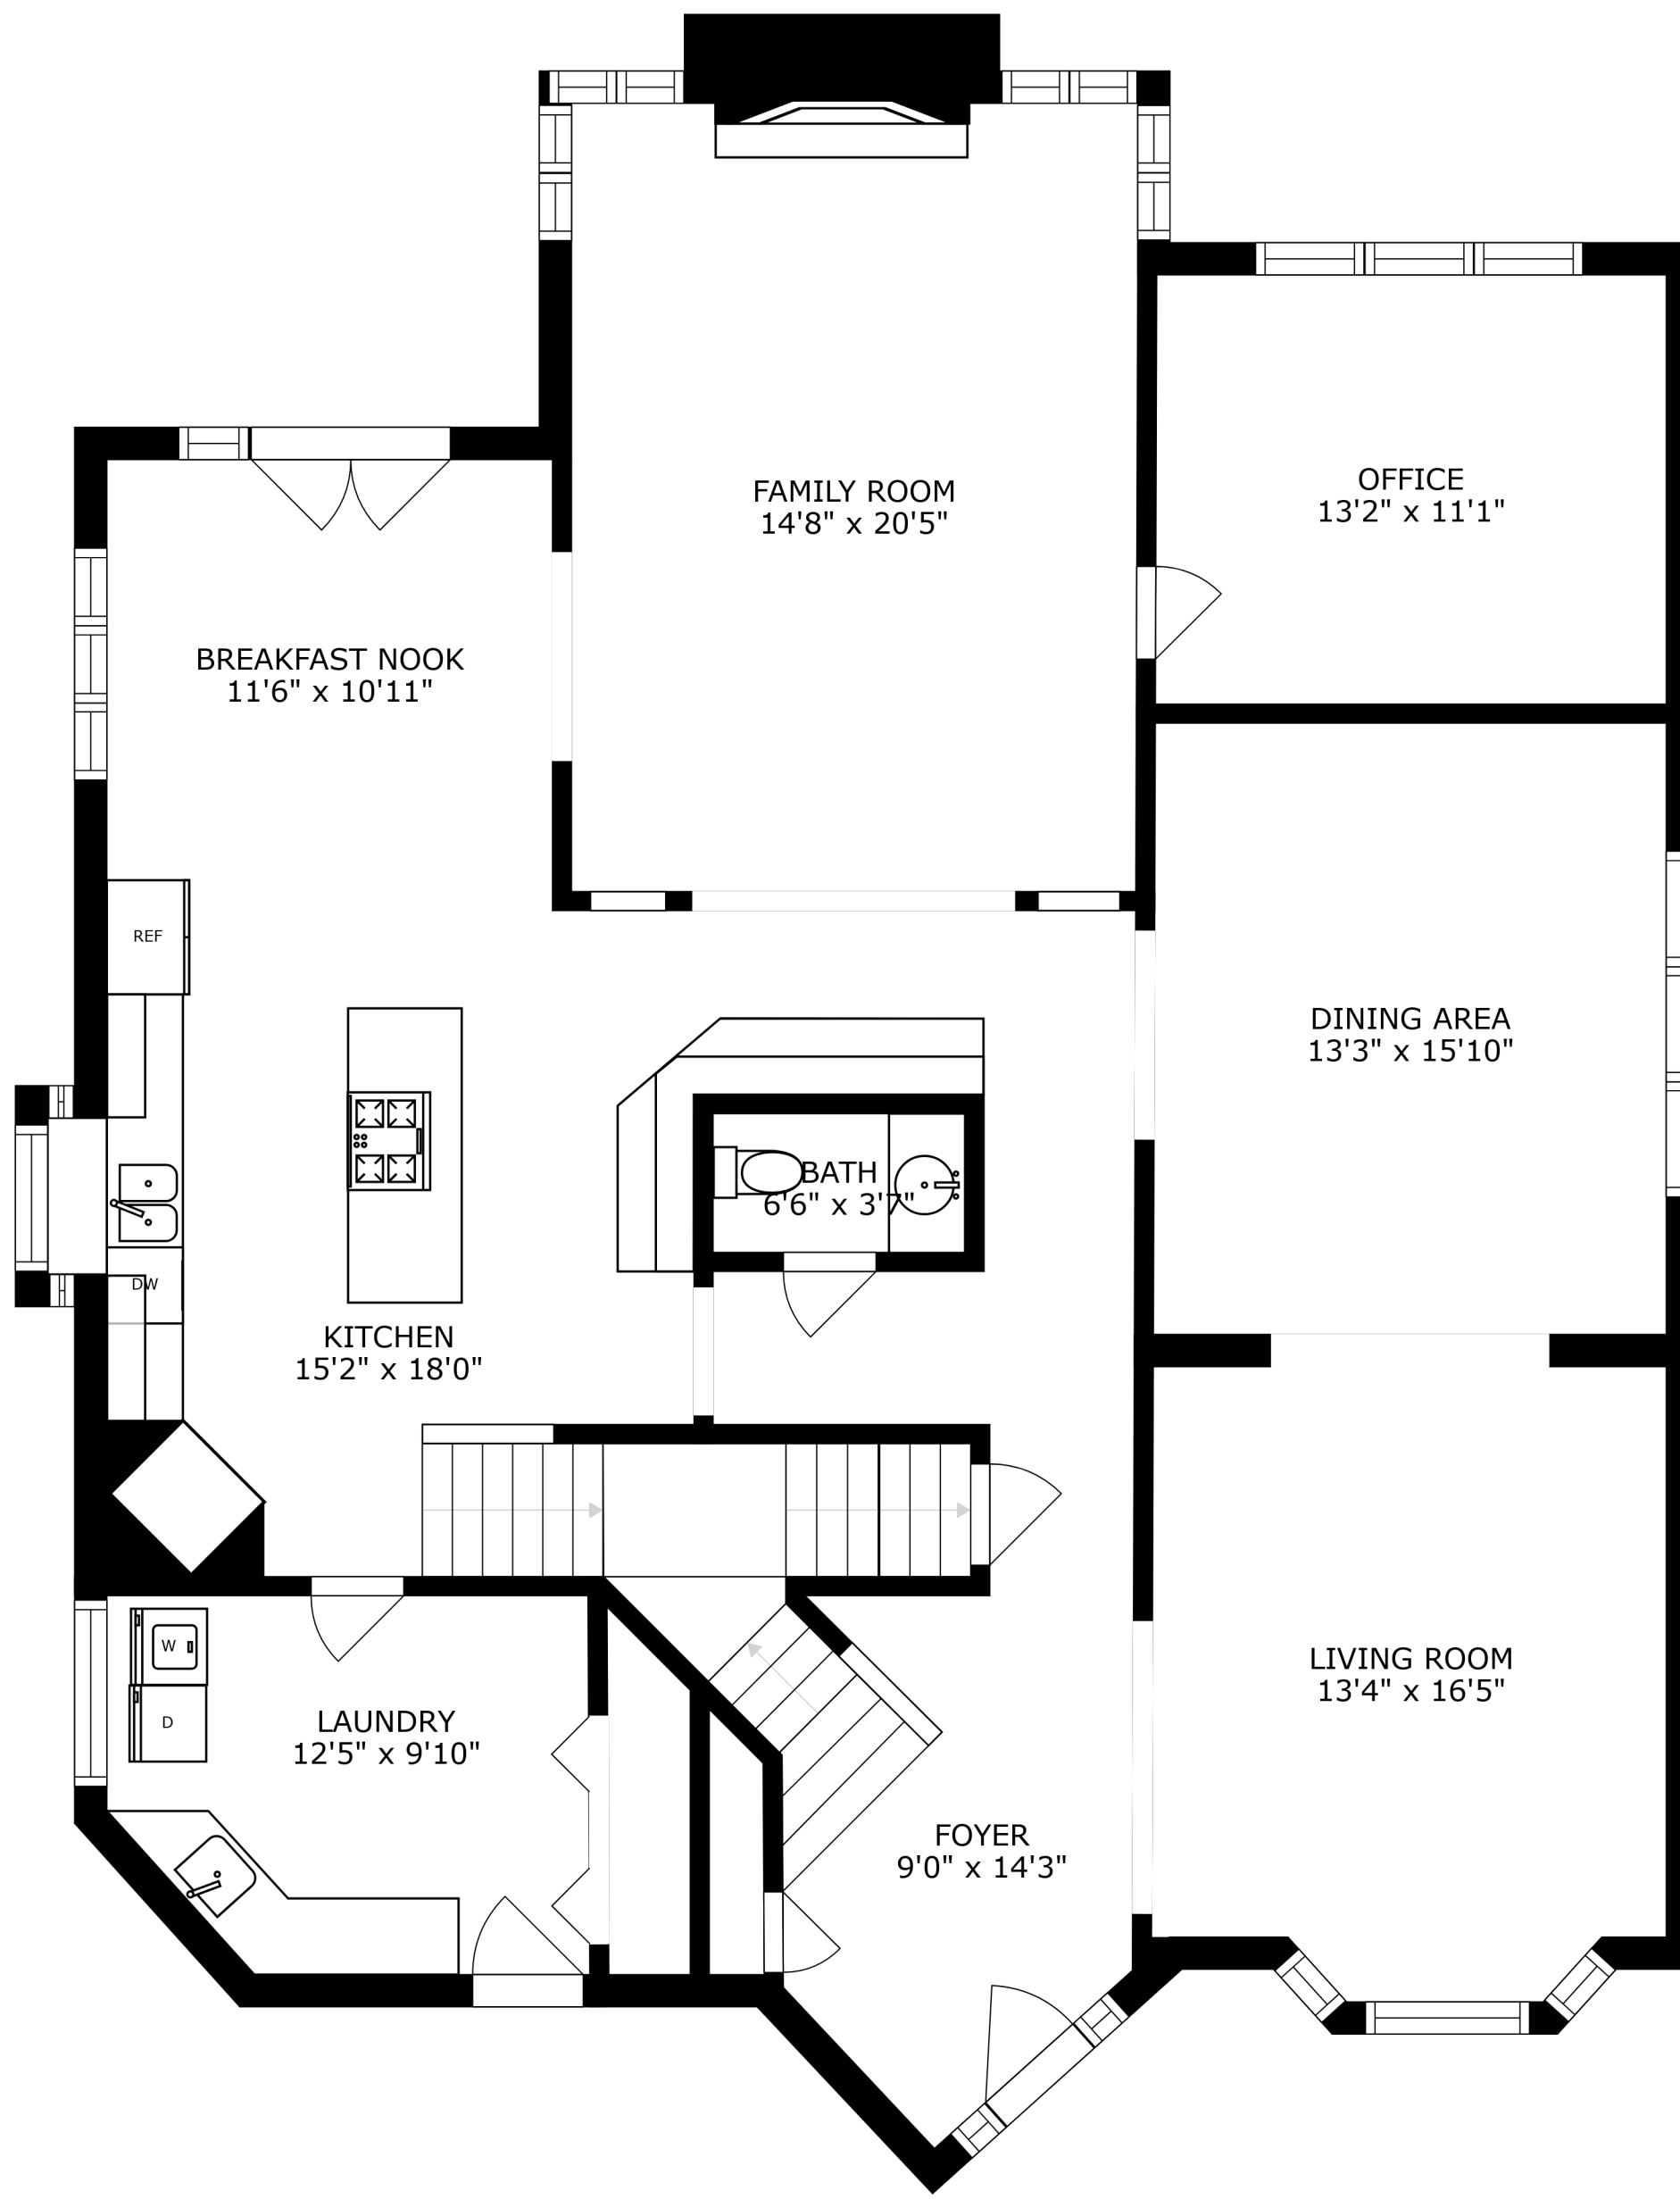 FAMILY ROOM
14'8" x 20'5"
OFFICE
13'2" x 11'1"
BREAKFAST NOOK
11'6" x 10'11"
REF
DINING AREA
13'3" x 15'10"
BATH
6'6" x 3'7"
DW
KITCHEN
15'2" x 18'0"
W
D
LAUNDRY
12'5" x 9'10"
LIVING ROOM
13'4" x 16'5"
FOYER
9'0" x 14'3"